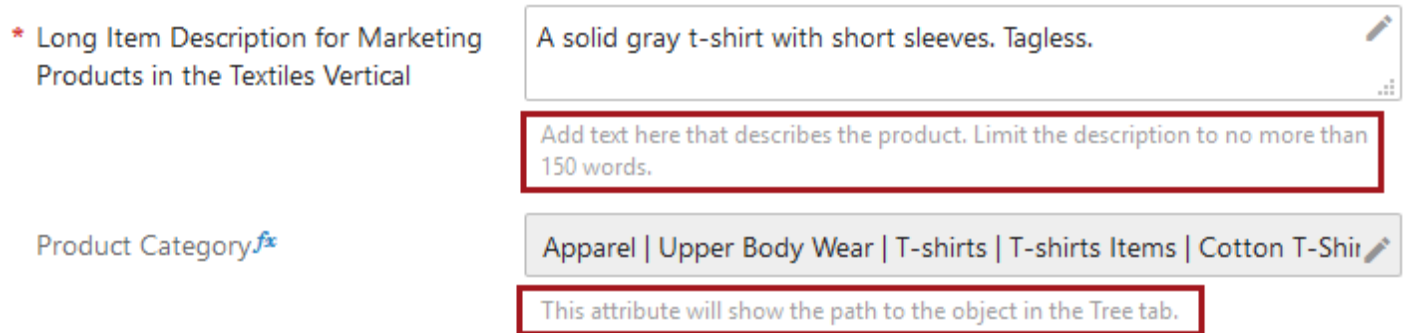 * Long Item Description for Marketing
Products in the Textiles Vertical
A solid gray t-shirt with short sleeves. Tagless.
Add text here that describes the product. Limit the description to no more than
150 words.
Product Category fx
Apparel | Upper Body Wear | T-shirts | T-shirts Items | Cotton T-Shir
This attribute will show the path to the object in the Tree tab.